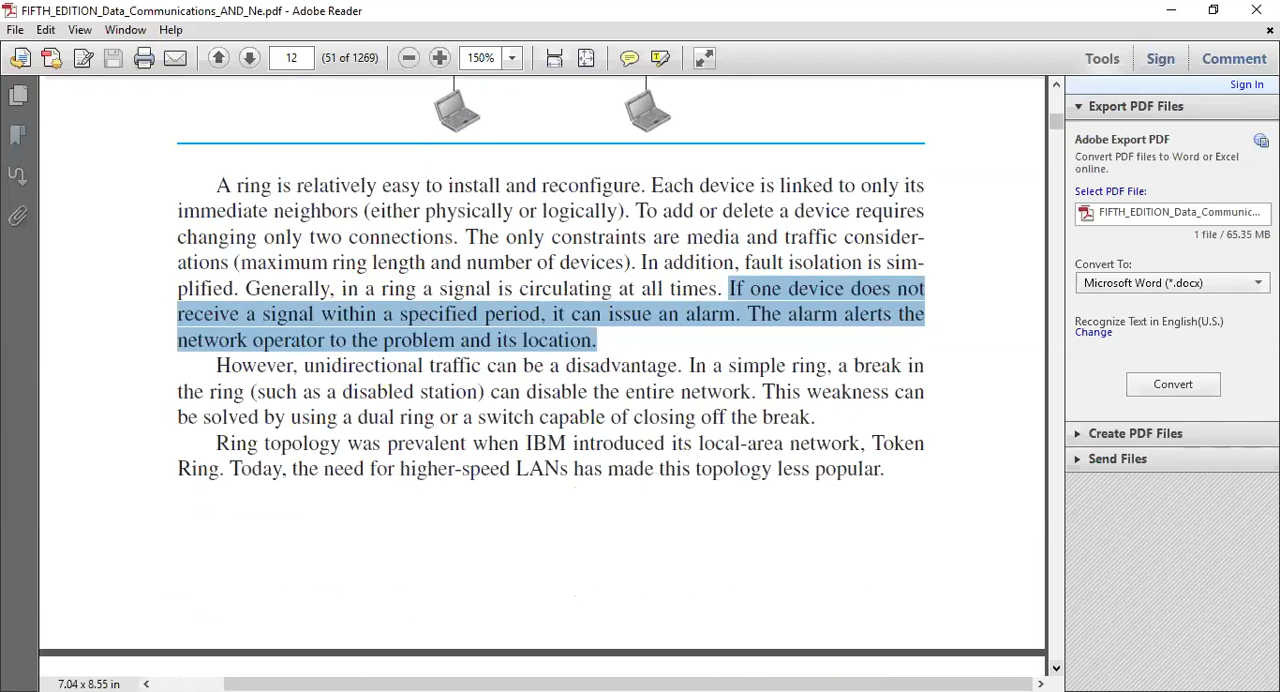 FIFTH_EDITION_Data_Communications_AND_Ne.pdf - Adobe Reader
File Edit View Window Help
12 (51 of 1269) 150% Tools Sign Comment
Sign In
A ring is relatively easy to install and reconfigure. Each device is linked to only its
immediate neighbors (either physically or logically). To add or delete a device requires
changing only two connections. The only constraints are media and traffic consider-
ations (maximum ring length and number of devices). In addition, fault isolation is sim-
plified. Generally, in a ring a signal is circulating at all times. If one device does not
receive a signal within a specified period, it can issue an alarm. The alarm alerts the
network operator to the problem and its location.
However, unidirectional traffic can be a disadvantage. In a simple ring, a break in
the ring (such as a disabled station) can disable the entire network. This weakness can
be solved by using a dual ring or a switch capable of closing off the break.
Ring topology was prevalent when IBM introduced its local-area network, Token
Ring. Today, the need for higher-speed LANs has made this topology less popular.
Export PDF Files
Adobe Export PDF
Convert PDF files to Word or Excel
online.
Select PDF File:
FIFTH_EDITION_Data_Communic...
1 file / 65.35 MB
Convert To:
Microsoft Word (*.docx)
Recognize Text in English(U.S.)
Change
Convert
Create PDF Files
Send Files
7.04 x 8.55 in